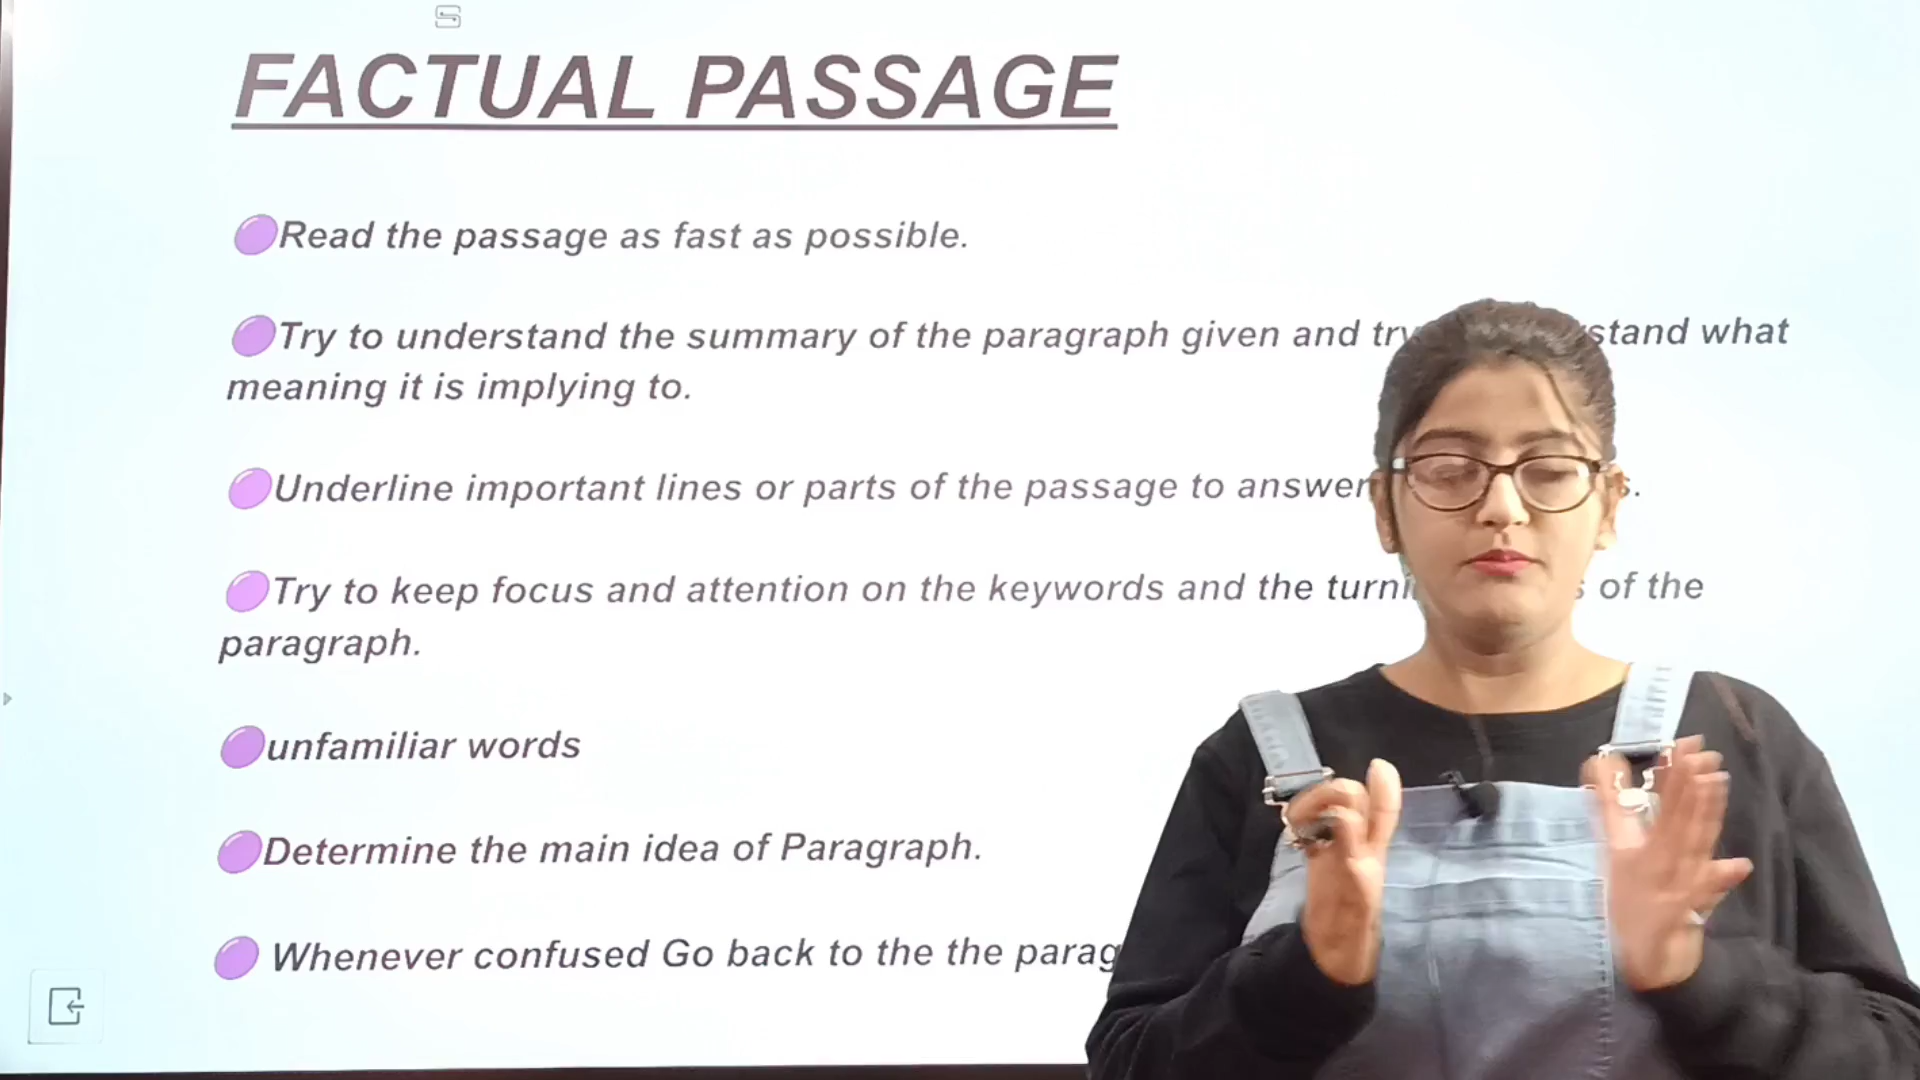 FACTUAL PASSAGE
Read the passage as fast as possible.
Try to understand the summary of the paragraph given and try what
meaning it is implying to.
Underline important lines or parts of the passage to answer
Try to keep focus and attention on the keywords and the of the
paragraph.
unfamiliar words
Determine the main idea of Paragraph.
Whenever confused Go back to the the